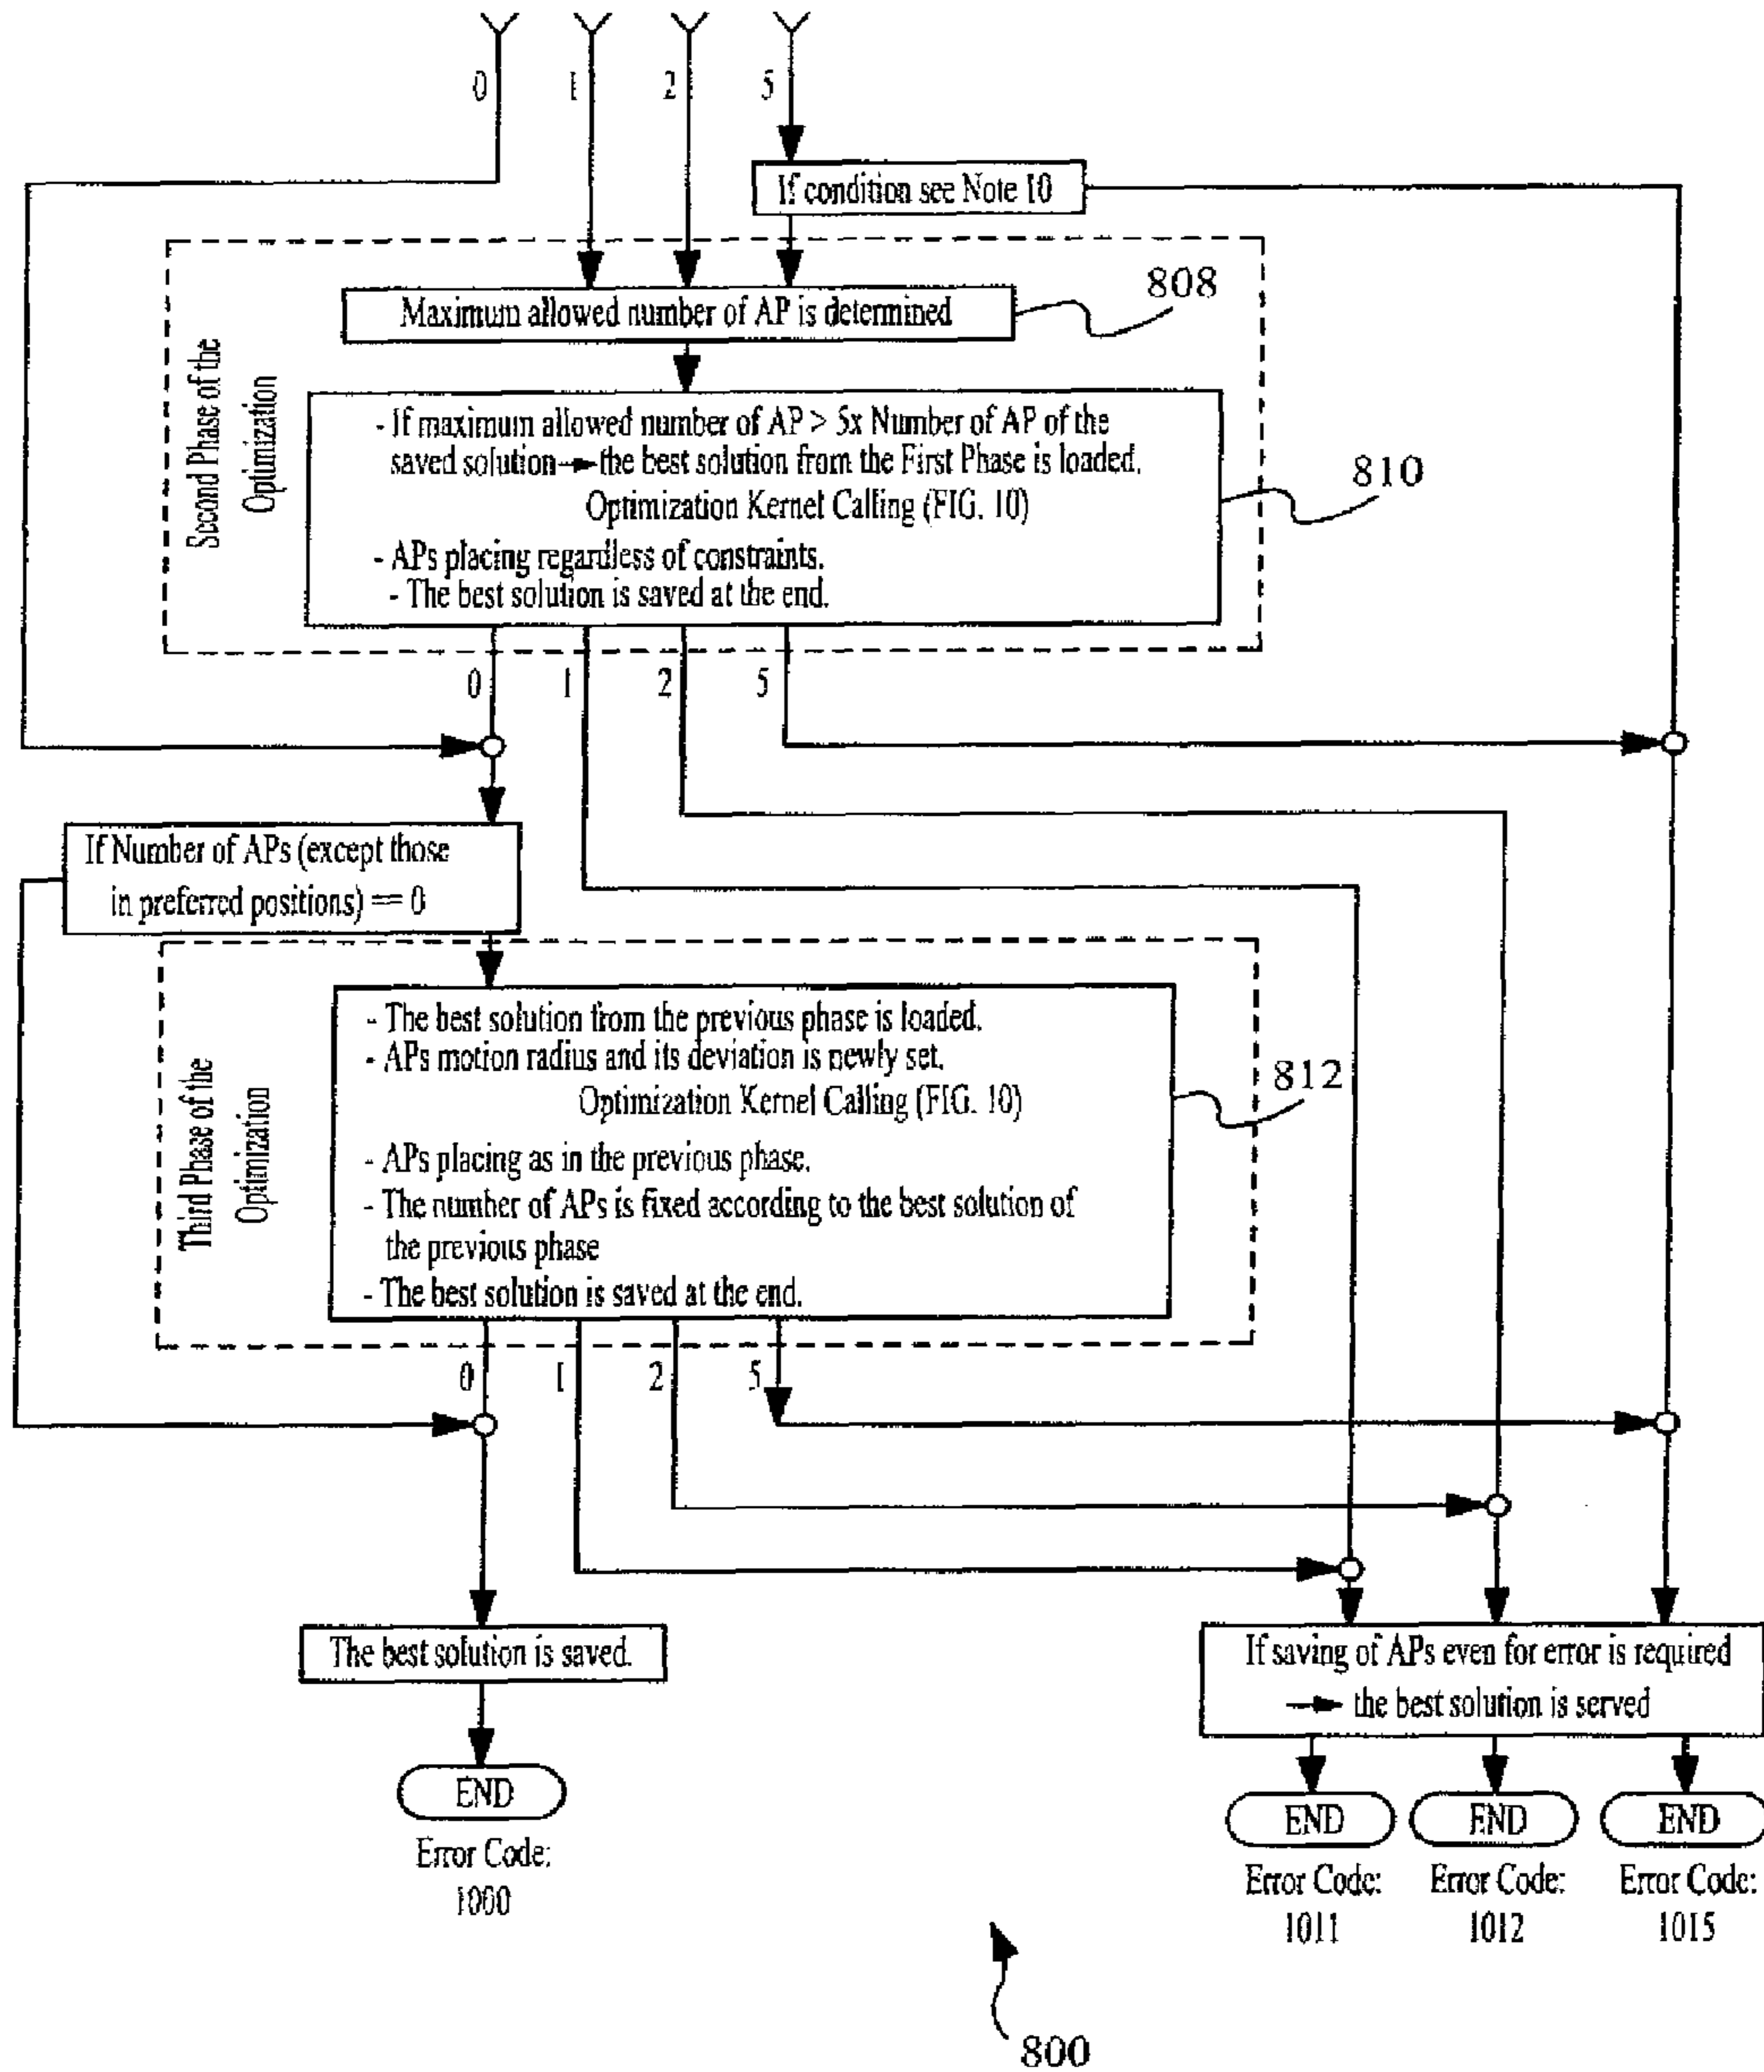 0 1 2 5
If condition see Note 10
Second Phase of the
Optimization
Maximum allowed number of AP is determined
808
- If maximum allowed number of AP > 5x Number of AP of the
saved solution → the best solution from the First Phase is loaded.
Optimization Kernel Calling (FIG. 10)
- APs placing regardless of constraints.
- The best solution is saved at the end.
810
0 1 2 5
If Number of APs (except those
in preferred positions) == 0
Third Phase of the
Optimization
- The best solution from the previous phase is loaded.
- APs motion radius and its deviation is newly set.
Optimization Kernel Calling (FIG. 10)
- APs placing as in the previous phase.
- The number of APs is fixed according to the best solution of
the previous phase
- The best solution is saved at the end.
812
0 1 2 5
The best solution is saved.
END
Error Code:
1000
If saving of APs even for error is required
→ the best solution is served
END
Error Code:
1011
END
Error Code:
1012
END
Error Code:
1015
800